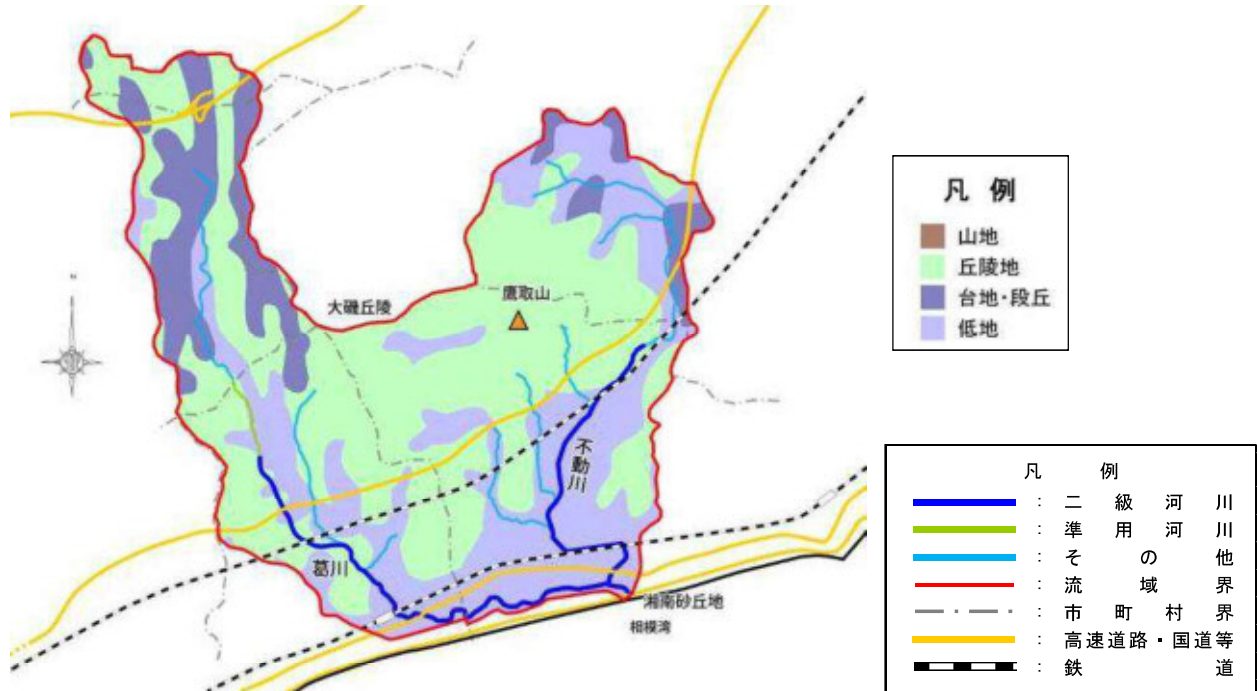 大磯丘陵
鷹取山
不動川
葛川
湘南砂丘地
相模湾
凡 例
山地
丘陵地
台地・段丘
低地
凡 例
: 二 級 河 川
: 準 用 河 川
: そ の 他
: 流 域 界
: 市 町 村 界
: 高速道路・国道等
: 鉄 道